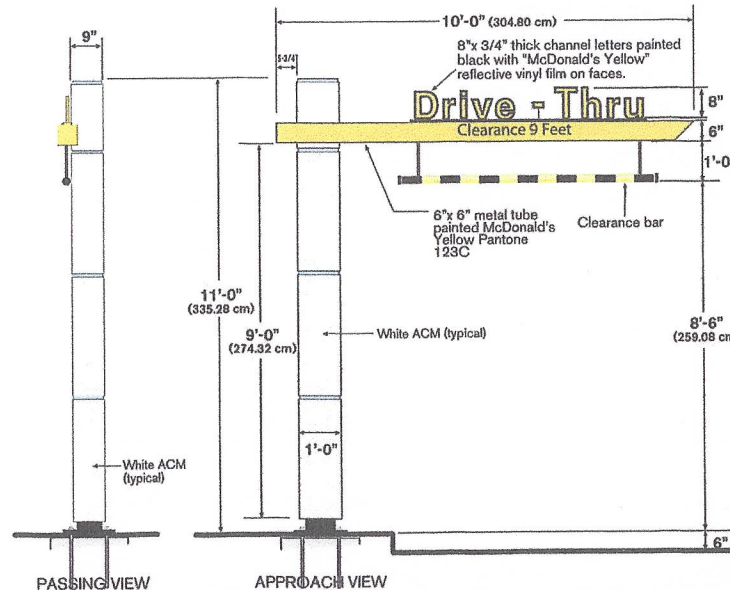 10'-0" (304.80 cm)
9"
8"x 3/4" thick channel letters painted
black with "McDonald's Yellow"
reflective vinyl film on faces.
5-3/4"
Drive - Thru
8"
Clearance 9 Feet
6"
1'-0
6"x 6" metal tube
painted McDonald's
Yellow Pantone
123C
Clearance bar
11'-0"
(335.28 cm)
9'-0"
(274.32 cm)
White ACM (typical)
8'-6"
(259.08 cm
1'-0"
White ACM
(typical)
6"
PASSING VIEW
APPROACH VIEW